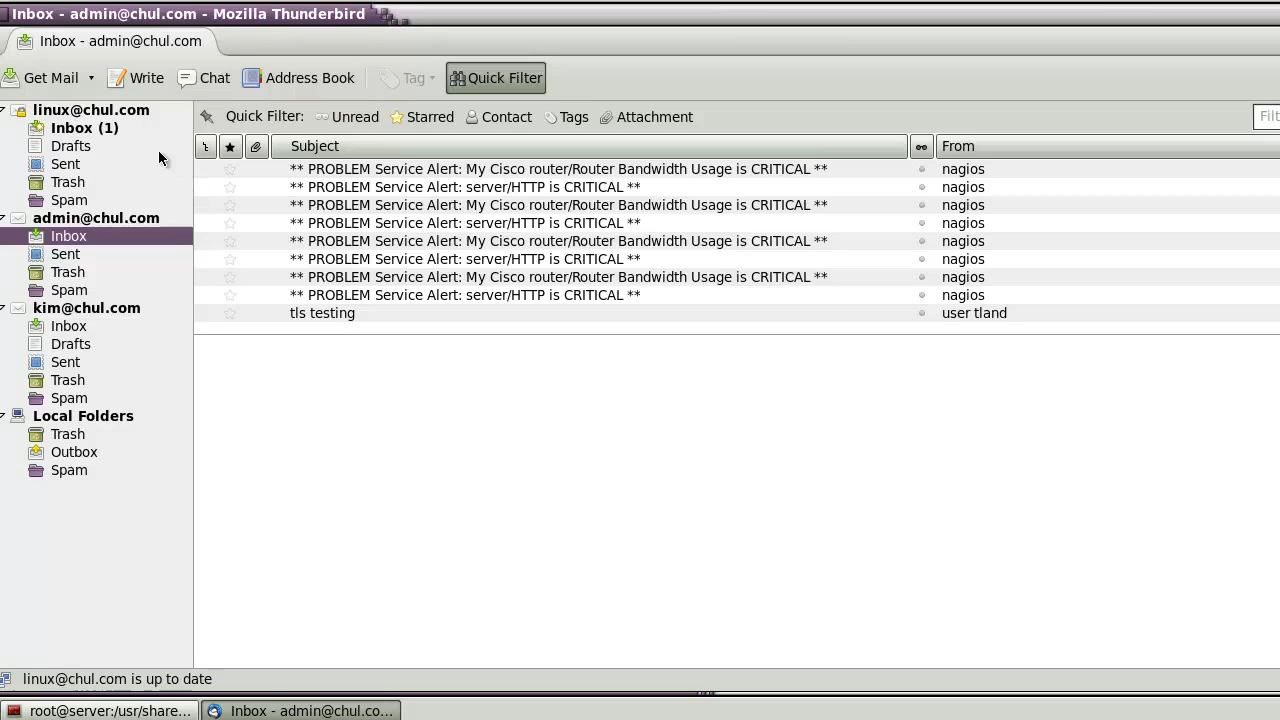 Inbox - admin@chul.com - Mozilla Thunderbird
Inbox - admin@chul.com
Get Mail Write Chat Address Book Tag Quick Filter
linux@chul.com
Inbox (1)
Drafts
Sent
Trash
Spam
admin@chul.com
Inbox
Sent
Trash
Spam
kim@chul.com
Inbox
Drafts
Sent
Trash
Spam
Local Folders
Trash
Outbox
Spam
Quick Filter: Unread Starred Contact Tags Attachment Filt
Subject From
** PROBLEM Service Alert: My Cisco router/Router Bandwidth Usage is CRITICAL ** nagios
** PROBLEM Service Alert: server/HTTP is CRITICAL ** nagios
** PROBLEM Service Alert: My Cisco router/Router Bandwidth Usage is CRITICAL ** nagios
** PROBLEM Service Alert: server/HTTP is CRITICAL ** nagios
** PROBLEM Service Alert: My Cisco router/Router Bandwidth Usage is CRITICAL ** nagios
** PROBLEM Service Alert: server/HTTP is CRITICAL ** nagios
** PROBLEM Service Alert: My Cisco router/Router Bandwidth Usage is CRITICAL ** nagios
** PROBLEM Service Alert: server/HTTP is CRITICAL ** nagios
tls testing user tland
linux@chul.com is up to date
root@server:/usr/share... Inbox - admin@chul.co...